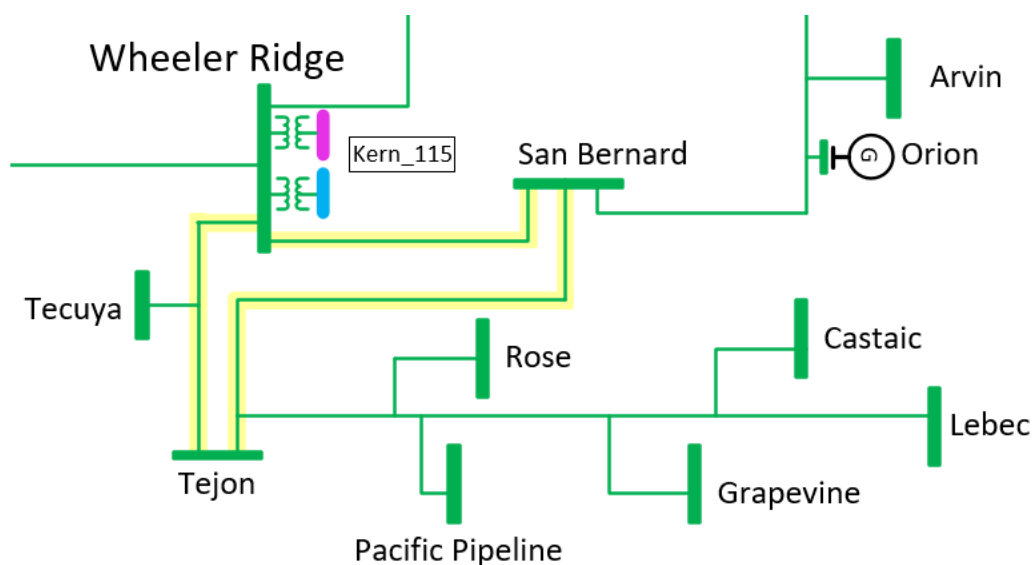 Wheeler Ridge
Arvin
Kern_115
San Bernard
G
Orion
Tecuya
Rose
Castaic
Lebec
Tejon
Grapevine
Pacific Pipeline